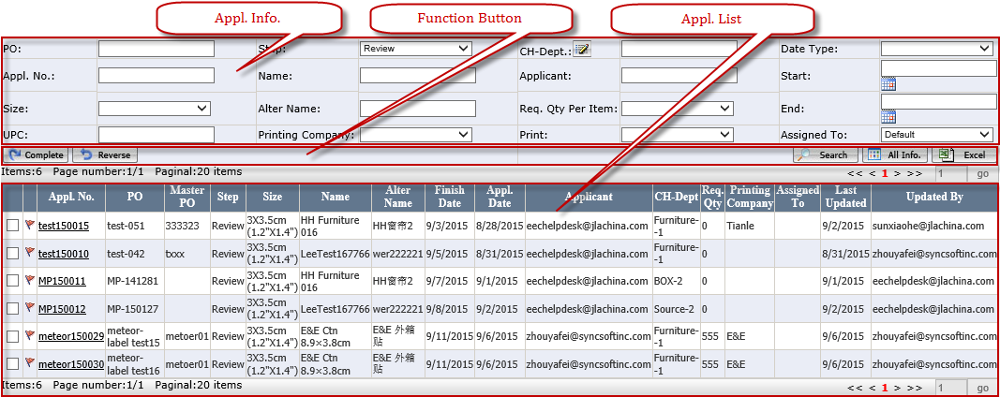 Appl. Info. Function Button Appl. List
PO: Step: Review CH-Dept.: Date Type:
Appl. No.: Name: Applicant: Start:
Size: Alter Name: Req. Qty Per Item: End:
UPC: Printing Company: Print: Assigned To: Default
Complete Reverse Search All Info. Excel
Items:6 Page number:1/1 Paginal:20 items << < 1 > >> 1 go
Appl. No. PO Master PO Step Size Name Alter Name Finish Date Appl. Date Applicant CH-Dept Req. Qty Printing Company Assigned To Last Updated Updated By
test150015 test-051 333323 Review 3X3.5cm (1.2"X1.4") HH Furniture 016 HH窗帘2 9/3/2015 8/28/2015 eechelpdesk@jlachina.com Furniture--1 0 Tianle 9/2/2015 sunxiaohe@jlachina.com
test150010 test-042 txxx Review 3X3.5cm (1.2"X1.4") LeeTest167766 wer222221 9/5/2015 8/31/2015 eechelpdesk@jlachina.com Furniture--1 0 8/31/2015 zhouyafei@syncsoftinc.com
MP150011 MP-141281 Review 3X3.5cm (1.2"X1.4") HH Furniture 016 HH窗帘2 9/7/2015 9/1/2015 eechelpdesk@jlachina.com BOX-2 0 9/1/2015 eechelpdesk@jlachina.com
MP150012 MP-150127 Review 3X3.5cm (1.2"X1.4") LeeTest167766 wer222221 9/8/2015 9/2/2015 eechelpdesk@jlachina.com Source-2 0 9/2/2015 eechelpdesk@jlachina.com
meteor150029 meteor-label test15 metoer01 Review 3X3.5cm (1.2"X1.4") E&E Ctn 8.9×3.8cm E&E 外箱贴 9/11/2015 9/6/2015 zhouyafei@syncsoftinc.com Furniture--1 555 E&E 9/6/2015 zhouyafei@syncsoftinc.com
meteor150030 meteor-label test16 metoer01 Review 3X3.5cm (1.2"X1.4") E&E Ctn 8.9×3.8cm E&E 外箱贴 9/11/2015 9/6/2015 zhouyafei@syncsoftinc.com Furniture--1 555 E&E 9/6/2015 zhouyafei@syncsoftinc.com
Items:6 Page number:1/1 Paginal:20 items << < 1 > >> 1 go